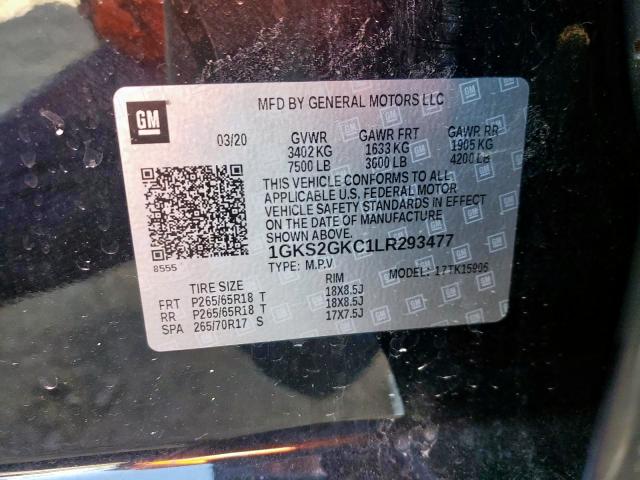 GM
MFD BY GENERAL MOTORS LLC
03/20 GVWR GAWR FRT GAWR RR
3402 KG 1633 KG 1905 KG
7500 LB 3600 LB 4200 LB
THIS VEHICLE CONFORMS TO ALL
APPLICABLE U.S. FEDERAL MOTOR
VEHICLE SAFETY STANDARDS IN EFFECT
ON THE DATE OF MANUFACTURE
SHOWN ABOVE.
8555
1GKS2GKC1LR293477
TYPE: M.P.V MODEL: 17TK15906
TIRE SIZE RIM
FRT P265/65R18 T 18X8.5J
RR P265/65R18 T 18X8.5J
SPA 265/70R17 S 17X7.5J